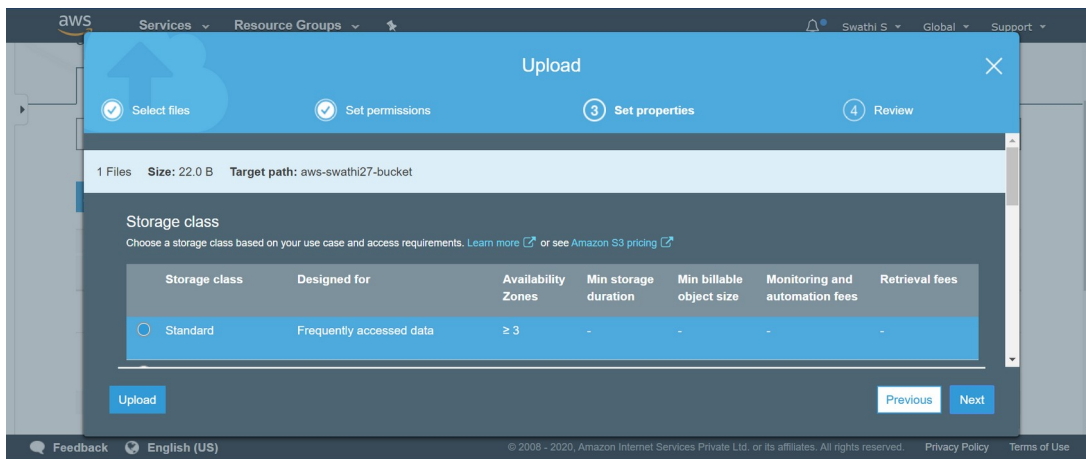 aws Services Resource Groups Swathi S Global Support
Upload
Select files Set permissions 3 Set properties 4 Review
1 Files Size: 22.0 B Target path: aws-swathi27-bucket
Storage class
Choose a storage class based on your use case and access requirements. Learn more or see Amazon S3 pricing
Storage class Designed for Availability Zones Min storage duration Min billable object size Monitoring and automation fees Retrieval fees
Standard Frequently accessed data ≥ 3 - - - -
Upload Previous Next
Feedback English (US) © 2008 - 2020, Amazon Internet Services Private Ltd. or its affiliates. All rights reserved. Privacy Policy Terms of Use